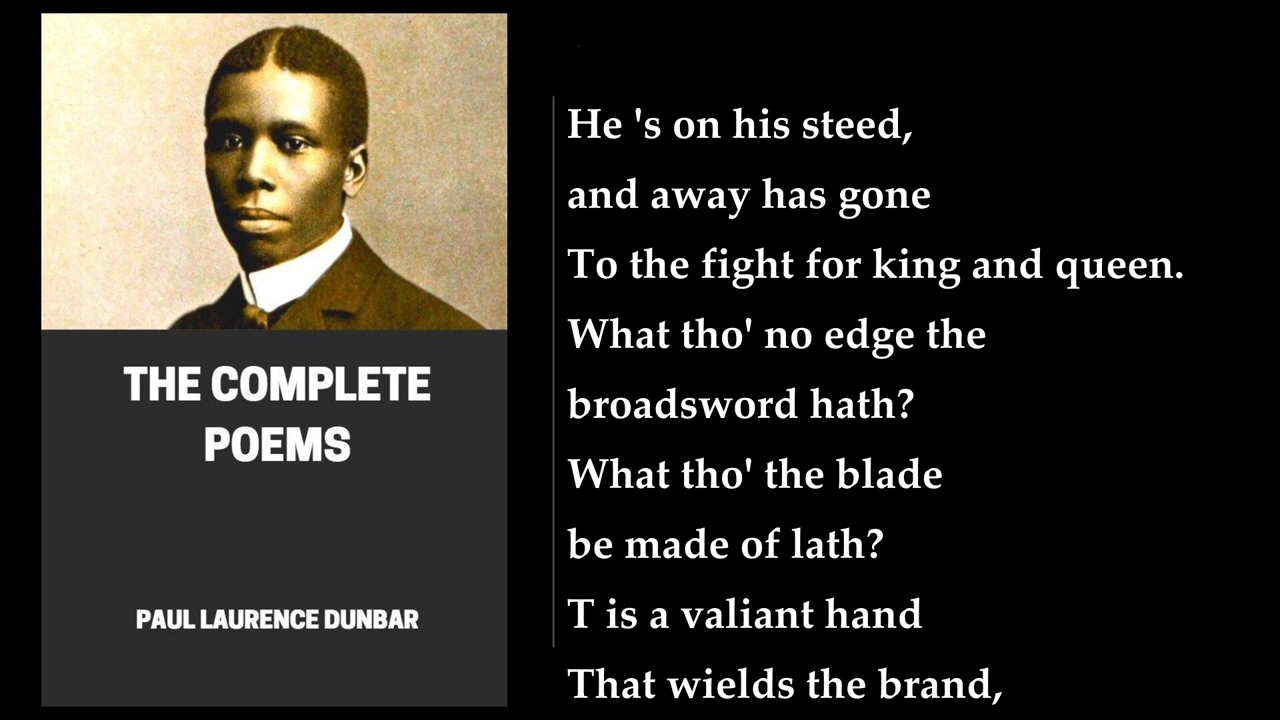 THE COMPLETE
POEMS
PAUL LAURENCE DUNBAR
He 's on his steed,
and away has gone
To the fight for king and queen.
What tho' no edge the
broadsword hath?
What tho' the blade
be made of lath?
T is a valiant hand
That wields the brand,